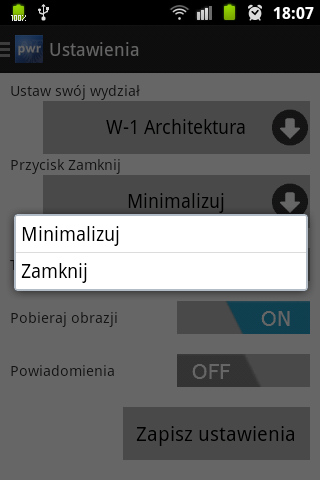 100%
18:07
pwr
Ustawienia
Ustaw swój wydział
W-1 Architektura
Przycisk Zamknij
Minimalizuj
Minimalizuj
Zamknij
T
Pobieraj obrazji
ON
Powiadomienia
OFF
Zapisz ustawienia